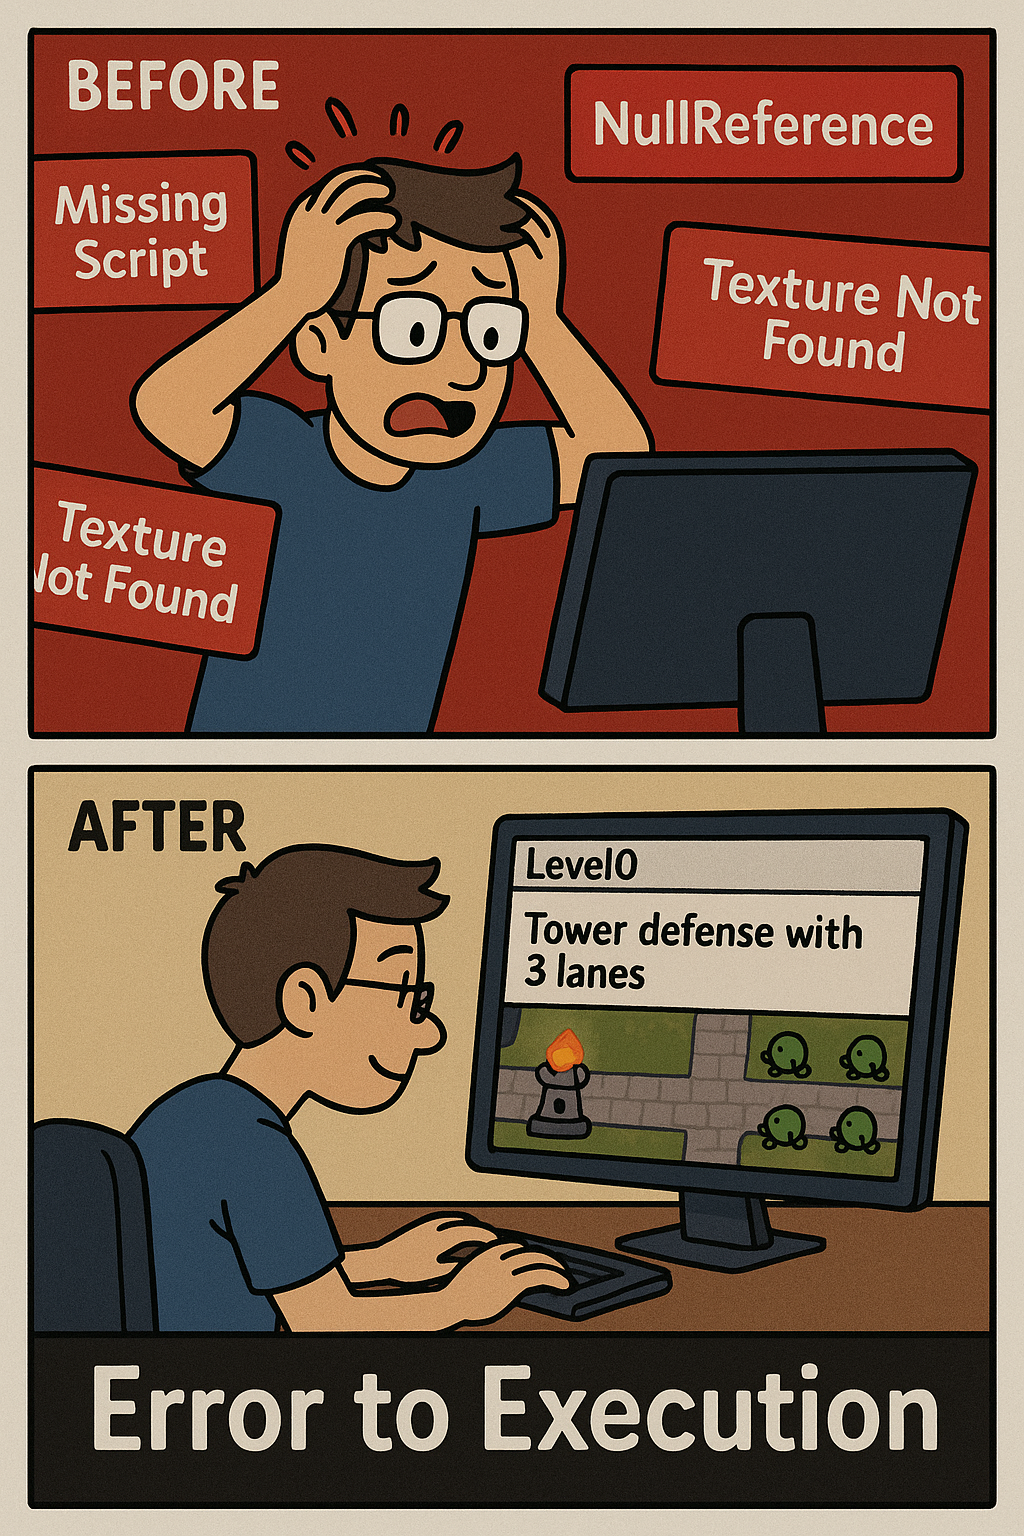 BEFORE
NullReference
Missing
Script
Texture Not
Found
Texture
Not Found
AFTER
Level0
Tower defense with
3 lanes
Error to Execution